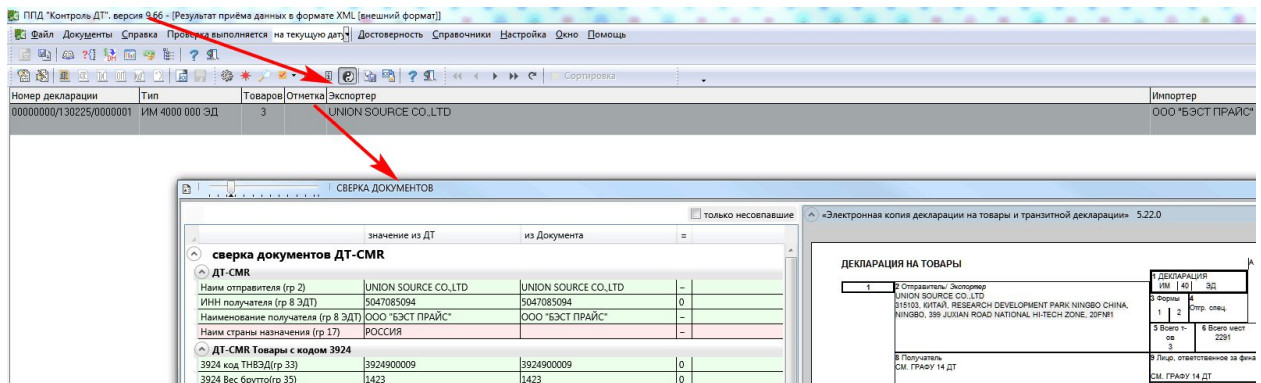 ППД "Контроль ДТ". версия 9.66 - [Результат приёма данных в формате XML [внешний формат]]
Файл Документы Справка Проверка выполняется на текущую дату Достоверность Справочники Настройка Окно Помощь
Сортировка
Номер декларации Тип Товаров Отметка Экспортер Импортер
00000000/130225/0000001 ИМ 4000 000 ЭД 3 UNION SOURCE CO.,LTD ООО "БЭСТ ПРАЙС"
СВЕРКА ДОКУМЕНТОВ
только несовпавшие
«Электронная копия декларации на товары и транзитной декларации» 5.22.0
значение из ДТ из Документа =
сверка документов ДТ-CMR
ДТ-CMR
Наим отправителя (гр 2) UNION SOURCE CO.,LTD UNION SOURCE CO.,LTD –
ИНН получателя (гр 8 ЭДТ) 5047085094 5047085094 0
Наименование получателя (гр 8 ЭДТ) ООО "БЭСТ ПРАЙС" ООО "БЭСТ ПРАЙС" –
Наим страны назначения (гр 17) РОССИЯ –
ДТ-CMR Товары с кодом 3924
3924 код ТНВЭД(гр 33) 3924900009 3924900009 0
3924 Вес брутто(гр 35) 1423 1423 0
ДЕКЛАРАЦИЯ НА ТОВАРЫ
А
1
2 Отправитель/ Экспортер
UNION SOURCE CO.,LTD
315103, КИТАЙ, RESEARCH DEVELOPMENT PARK NINGBO CHINA,
NINGBO, 399 JUXIAN ROAD NATIONAL HI-TECH ZONE, 20FN#1
1 ДЕКЛАРАЦИЯ
ИМ 40 ЭД
3 Формы 4
Отгр. спец.
1 2
5 Всего т-ов 6 Всего мест
3 2291
8 Получатель
СМ. ГРАФУ 14 ДТ
9 Лицо, ответственное за фина
СМ. ГРАФУ 14 ДТ